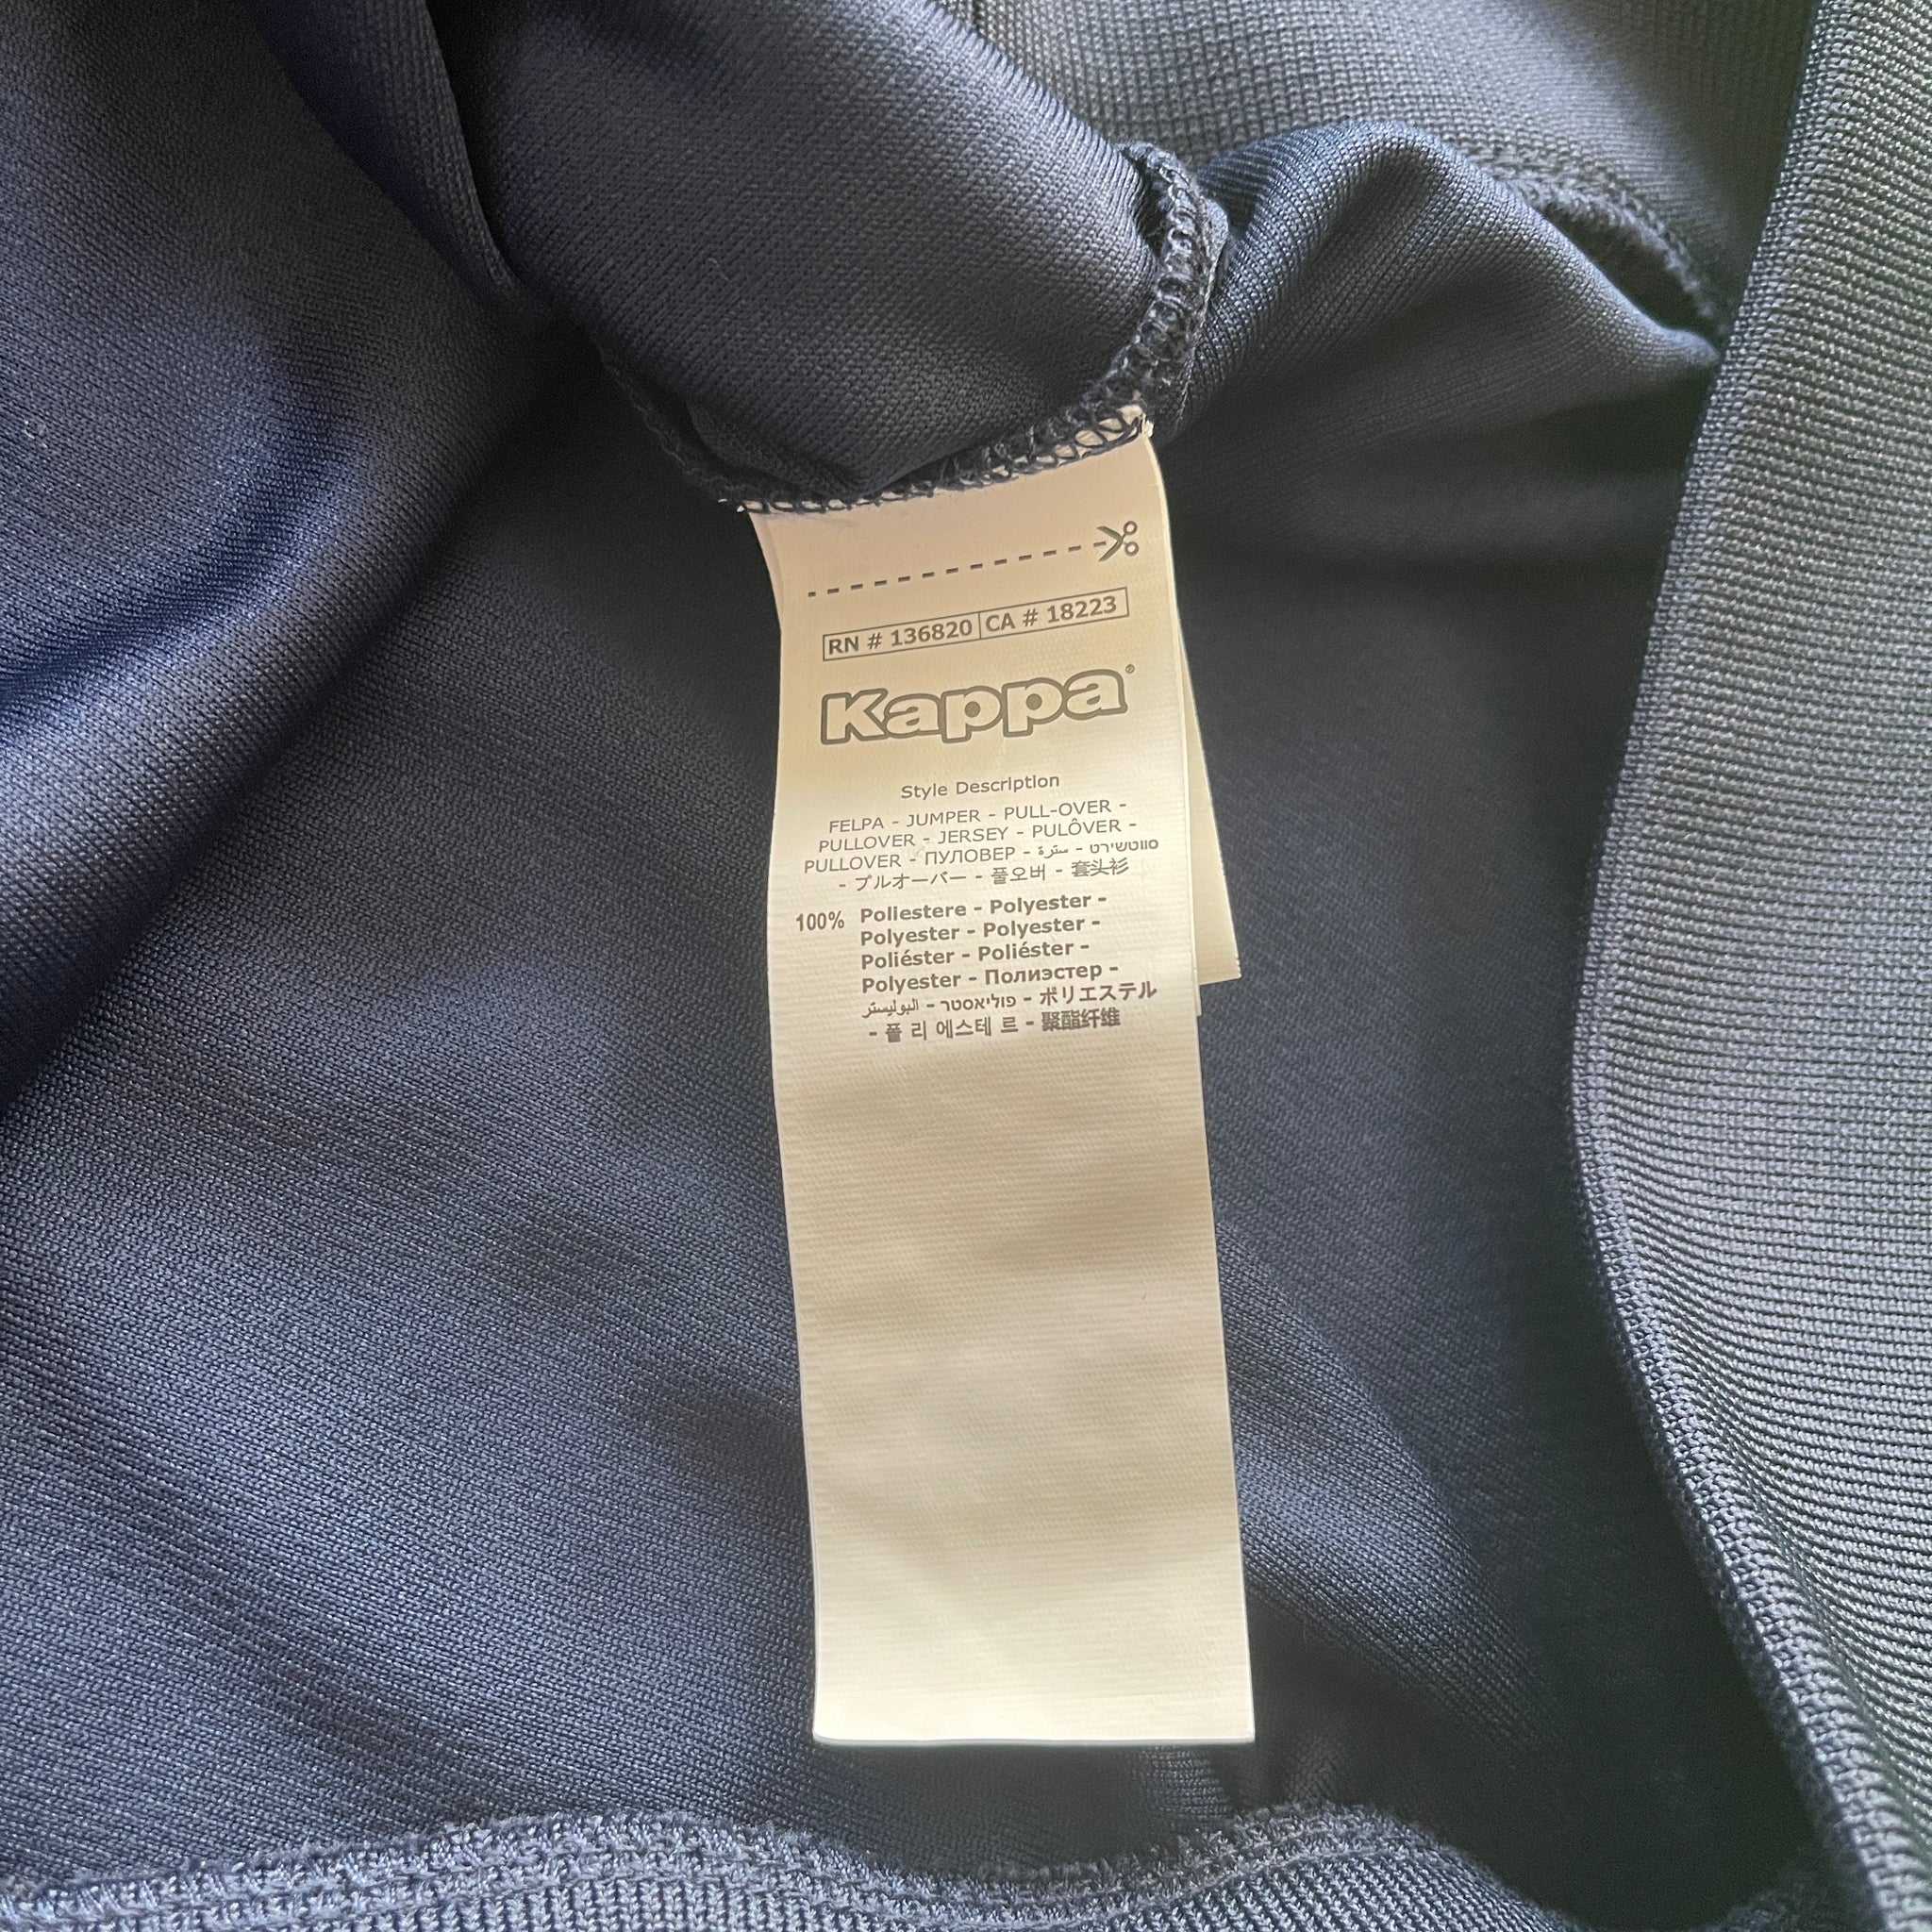 RN # 136820 CA # 18223
Kappa®
Style Description
FELPA - JUMPER - PULL-OVER -
PULLOVER - JERSEY - PULÔVER -
PULLOVER - ПУЛОВЕР - سترة - סווטשירט
- プルオーバー - 풀오버 - 套头衫
100% Poliestere - Polyester -
Polyester - Polyester -
Poliéster - Poliéster -
Polyester - Полиэстер -
البوليستر - פוליאסטר - ポリエステル
- 폴 리 에스테 르 - 聚酯纤维